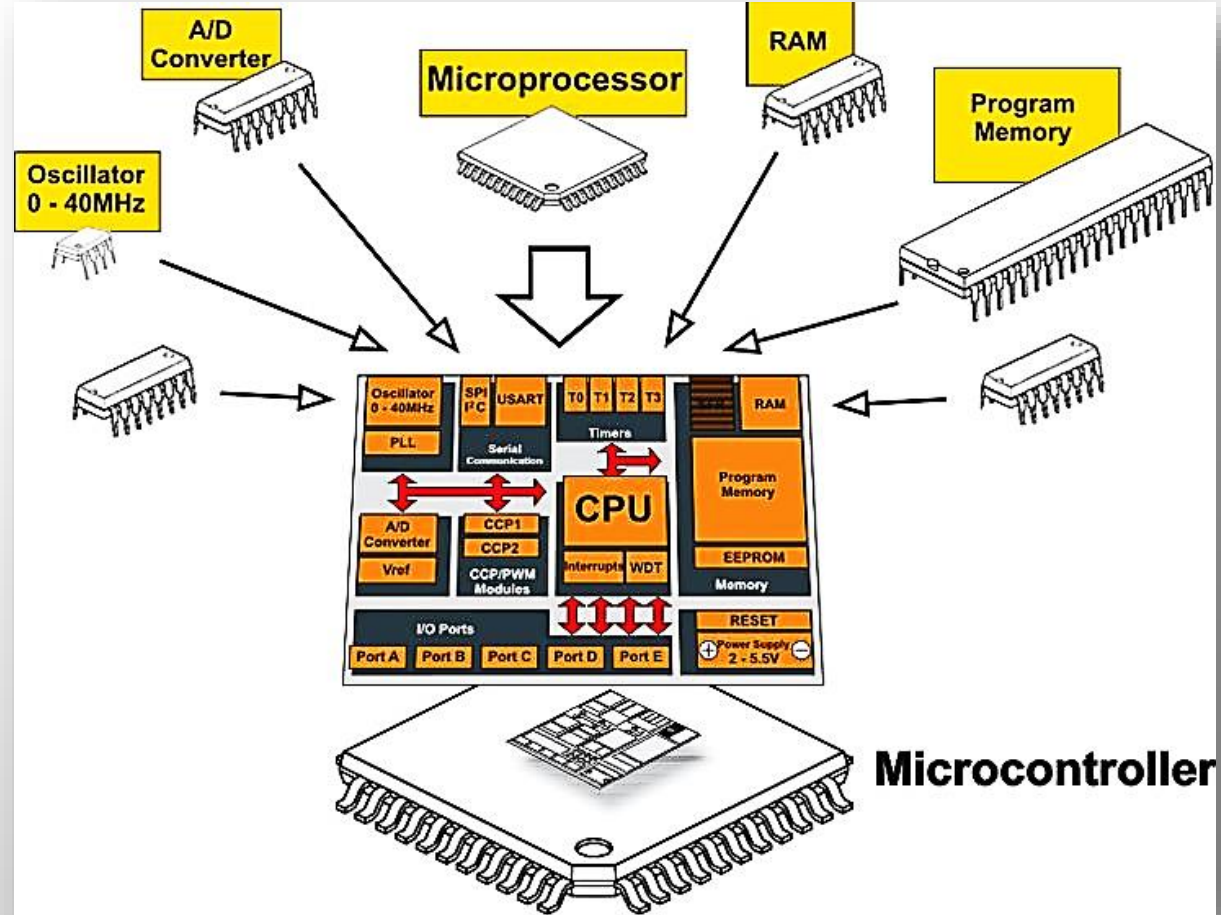 A/D
Converter
Microprocessor
RAM
Program
Memory
Oscillator
0 - 40MHz
Oscillator
0 - 40MHz
PLL
SPI
I²C
USART
Serial
Communication
T0 T1 T2 T3
Timers
RAM
Program
Memory
EEPROM
Memory
A/D
Converter
Vref
CCP1
CCP2
CCP/PWM
Modules
CPU
Interrupts WDT
I/O Ports
Port A Port B Port C Port D Port E
RESET
+ Power Supply −
2 - 5.5V
Microcontroller